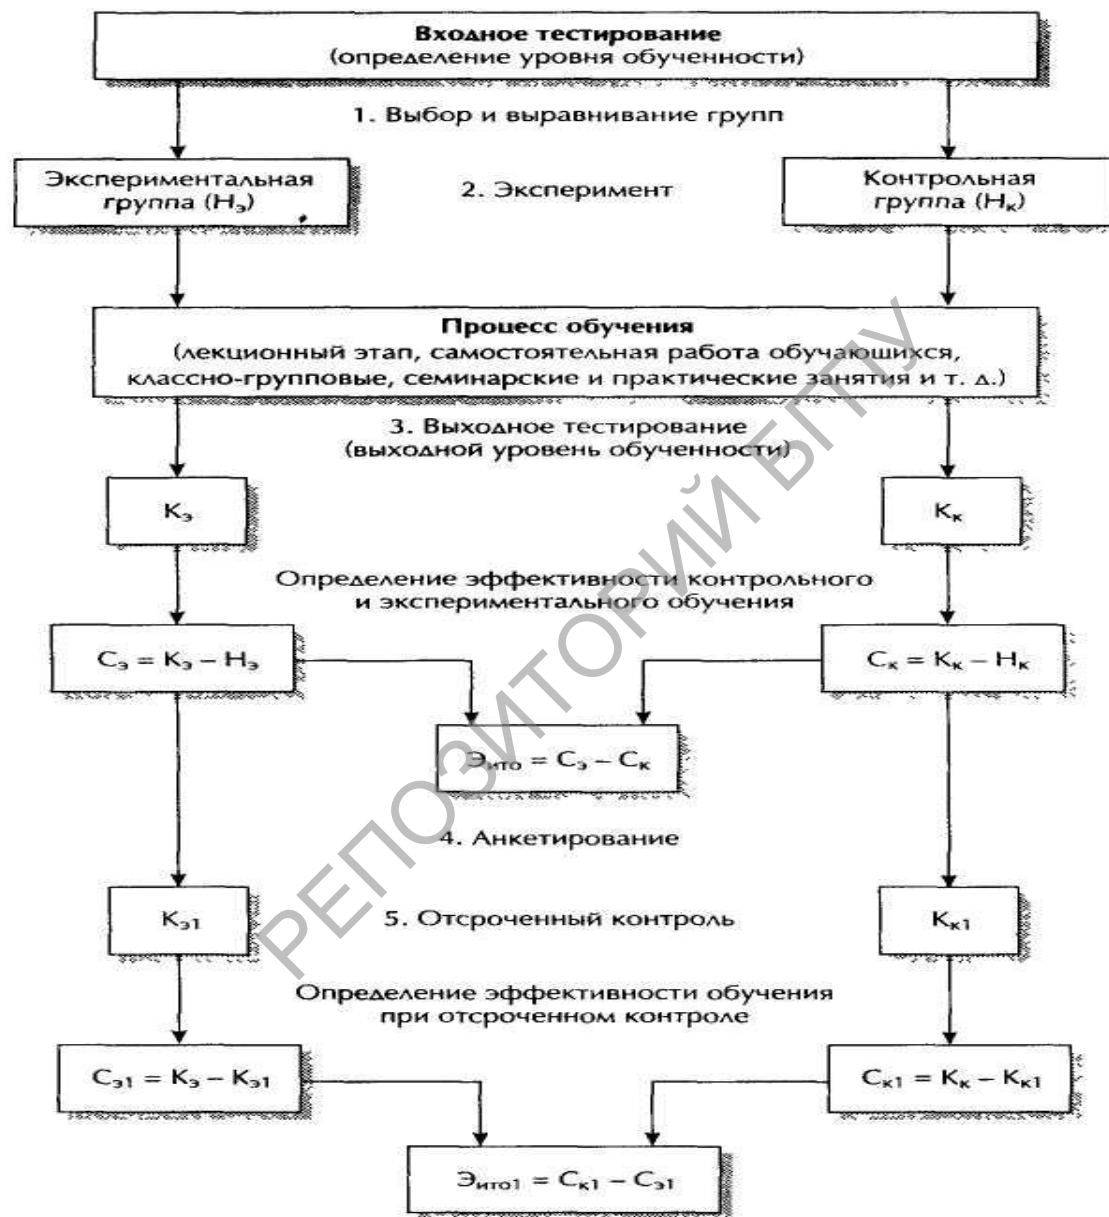 Входное тестирование
(определение уровня обученности)
1. Выбор и выравнивание групп
Экспериментальная
группа (Нэ)
2. Эксперимент
Контрольная
группа (Нк)
Процесс обучения
(лекционный этап, самостоятельная работа обучающихся,
классно-групповые, семинарские и практические занятия и т. д.)
3. Выходное тестирование
(выходной уровень обученности)
Кэ
Кк
Определение эффективности контрольного
и экспериментального обучения
Сэ = Кэ – Нэ
Ск = Кк – Нк
Эито = Сэ – Ск
4. Анкетирование
Кэ1
5. Отсроченный контроль
Кк1
Определение эффективности обучения
при отсроченном контроле
Сэ1 = Кэ – Кэ1
Ск1 = Кк – Кк1
Эито1 = Ск1 – Сэ1
РЕПОЗИТОРИЙ БГПУ